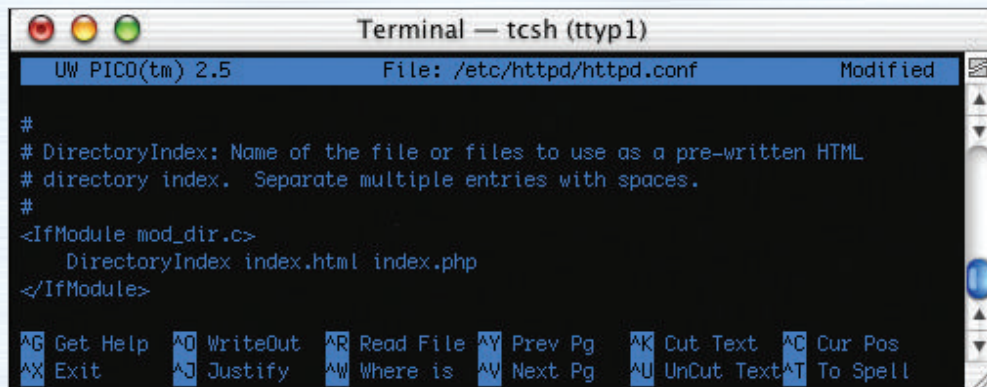 Terminal — tcsh (ttyp1)
UW PICO(tm) 2.5 File: /etc/httpd/httpd.conf Modified
#
# DirectoryIndex: Name of the file or files to use as a pre-written HTML
# directory index. Separate multiple entries with spaces.
#
<IfModule mod_dir.c>
DirectoryIndex index.html index.php
</IfModule>
^G Get Help ^O WriteOut ^R Read File ^Y Prev Pg ^K Cut Text ^C Cur Pos
^X Exit ^J Justify ^W Where is ^V Next Pg ^U UnCut Text ^T To Spell